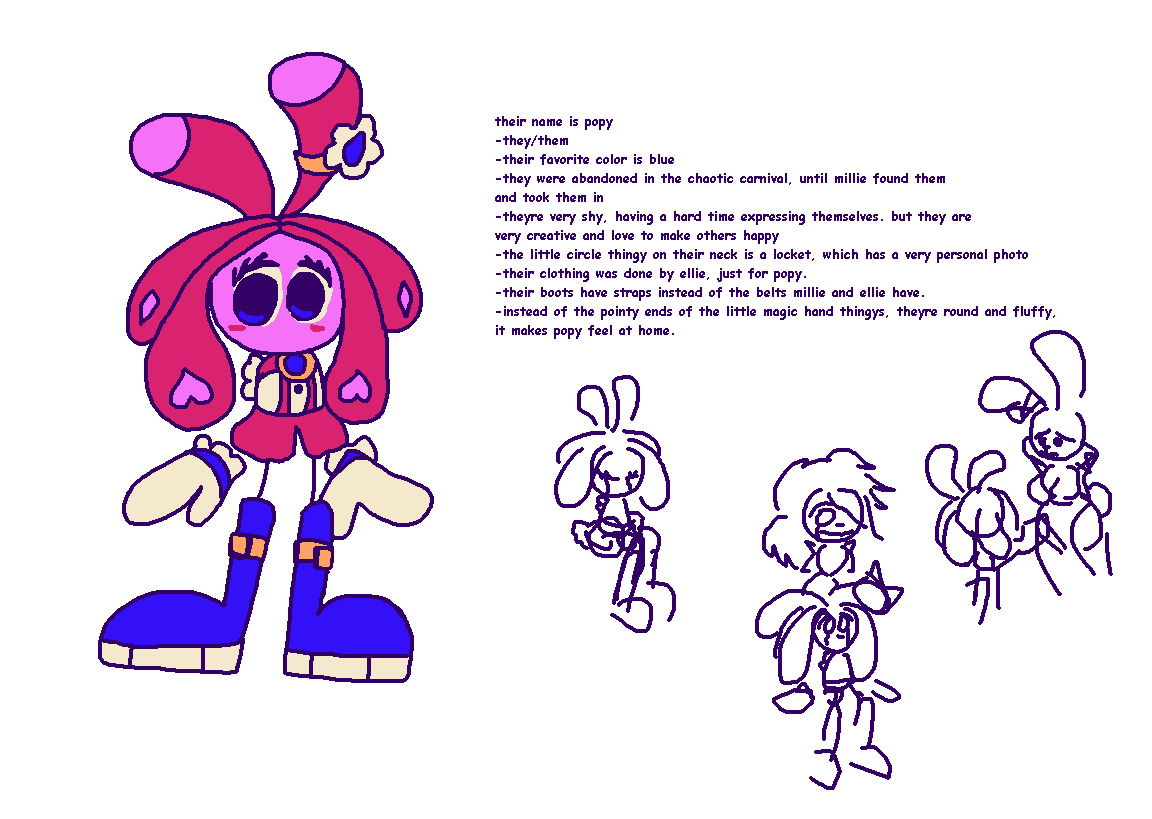 their name is popy
-they/them
-their favorite color is blue
-they were abandoned in the chaotic carnival, until millie found them
and took them in
-theyre very shy, having a hard time expressing themselves. but they are
very creative and love to make others happy
-the little circle thingy on their neck is a locket, which has a very personal photo
-their clothing was done by ellie, just for popy.
-their boots have straps instead of the belts millie and ellie have.
-instead of the pointy ends of the little magic hand thingys, theyre round and fluffy,
it makes popy feel at home.